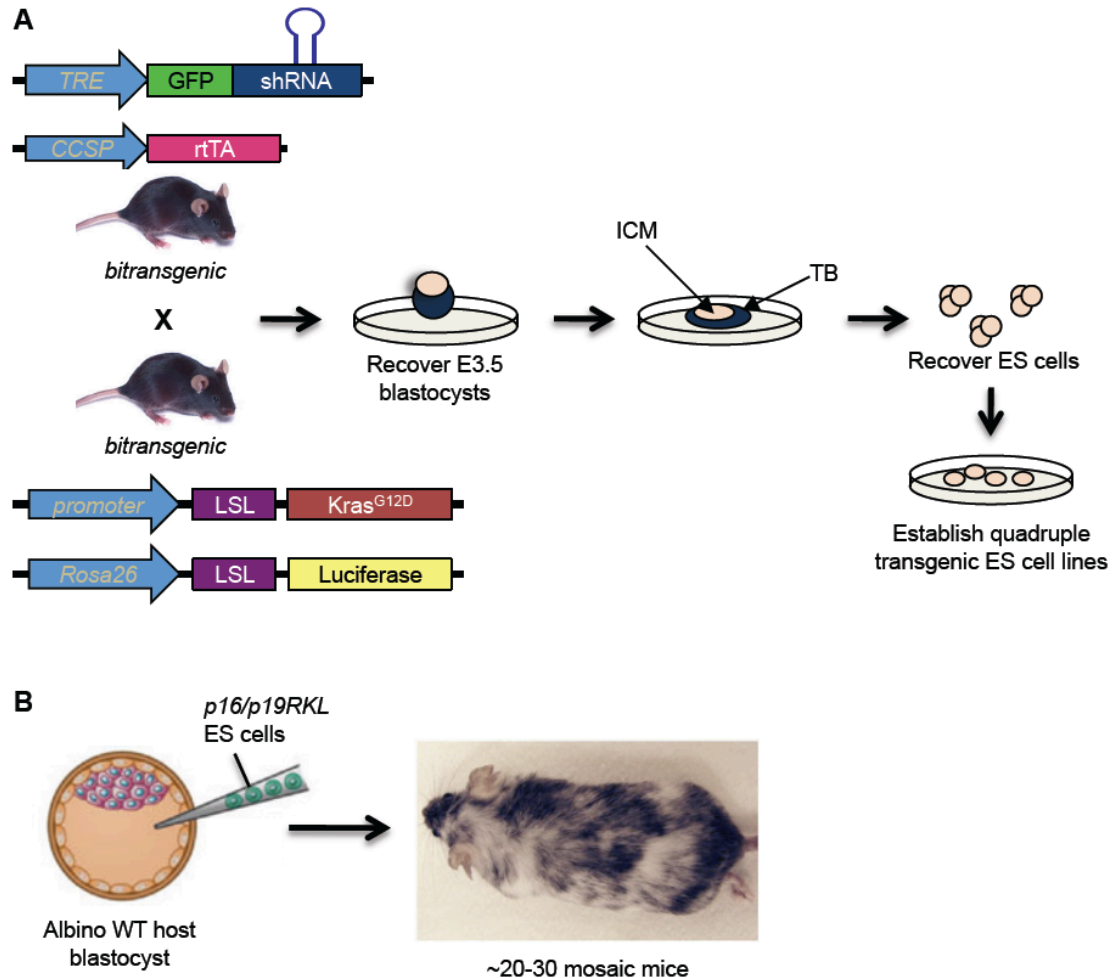 A
TRE GFP shRNA
CCSP rtTA
bitransgenic
X
bitransgenic
promoter LSL Kras^G12D
Rosa26 LSL Luciferase
Recover E3.5
blastocysts
ICM
TB
Recover ES cells
Establish quadruple
transgenic ES cell lines
B
p16/p19RKL
ES cells
Albino WT host
blastocyst
~20-30 mosaic mice